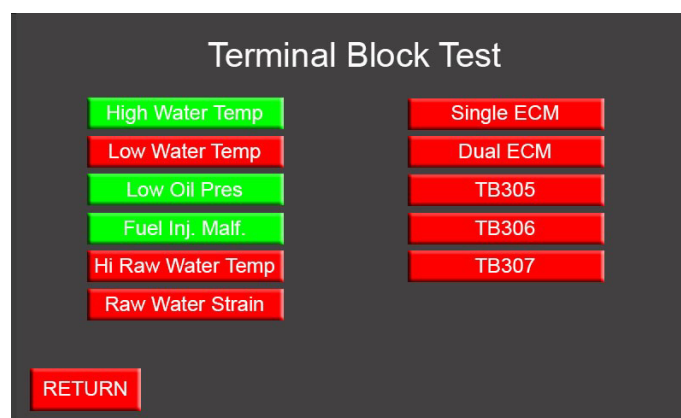 Terminal Block Test
High Water Temp
Low Water Temp
Low Oil Pres
Fuel Inj. Malf.
Hi Raw Water Temp
Raw Water Strain
Single ECM
Dual ECM
TB305
TB306
TB307
RETURN